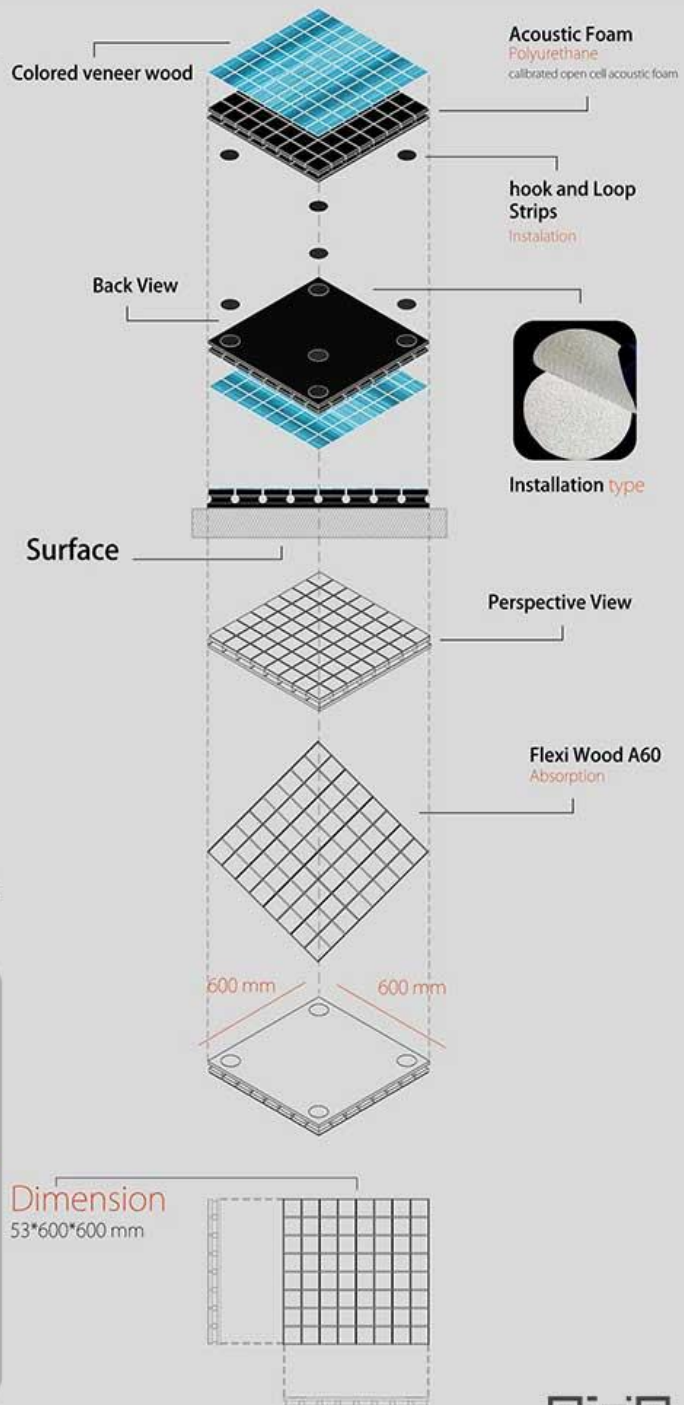 Acoustic Foam
Polyurethane
calibrated open cell acoustic foam
Colored veneer wood
hook and Loop
Strips
Instalation
Back View
Installation type
Surface
Perspective View
Flexi Wood A60
Absorption
600 mm
600 mm
Dimension
53*600*600 mm